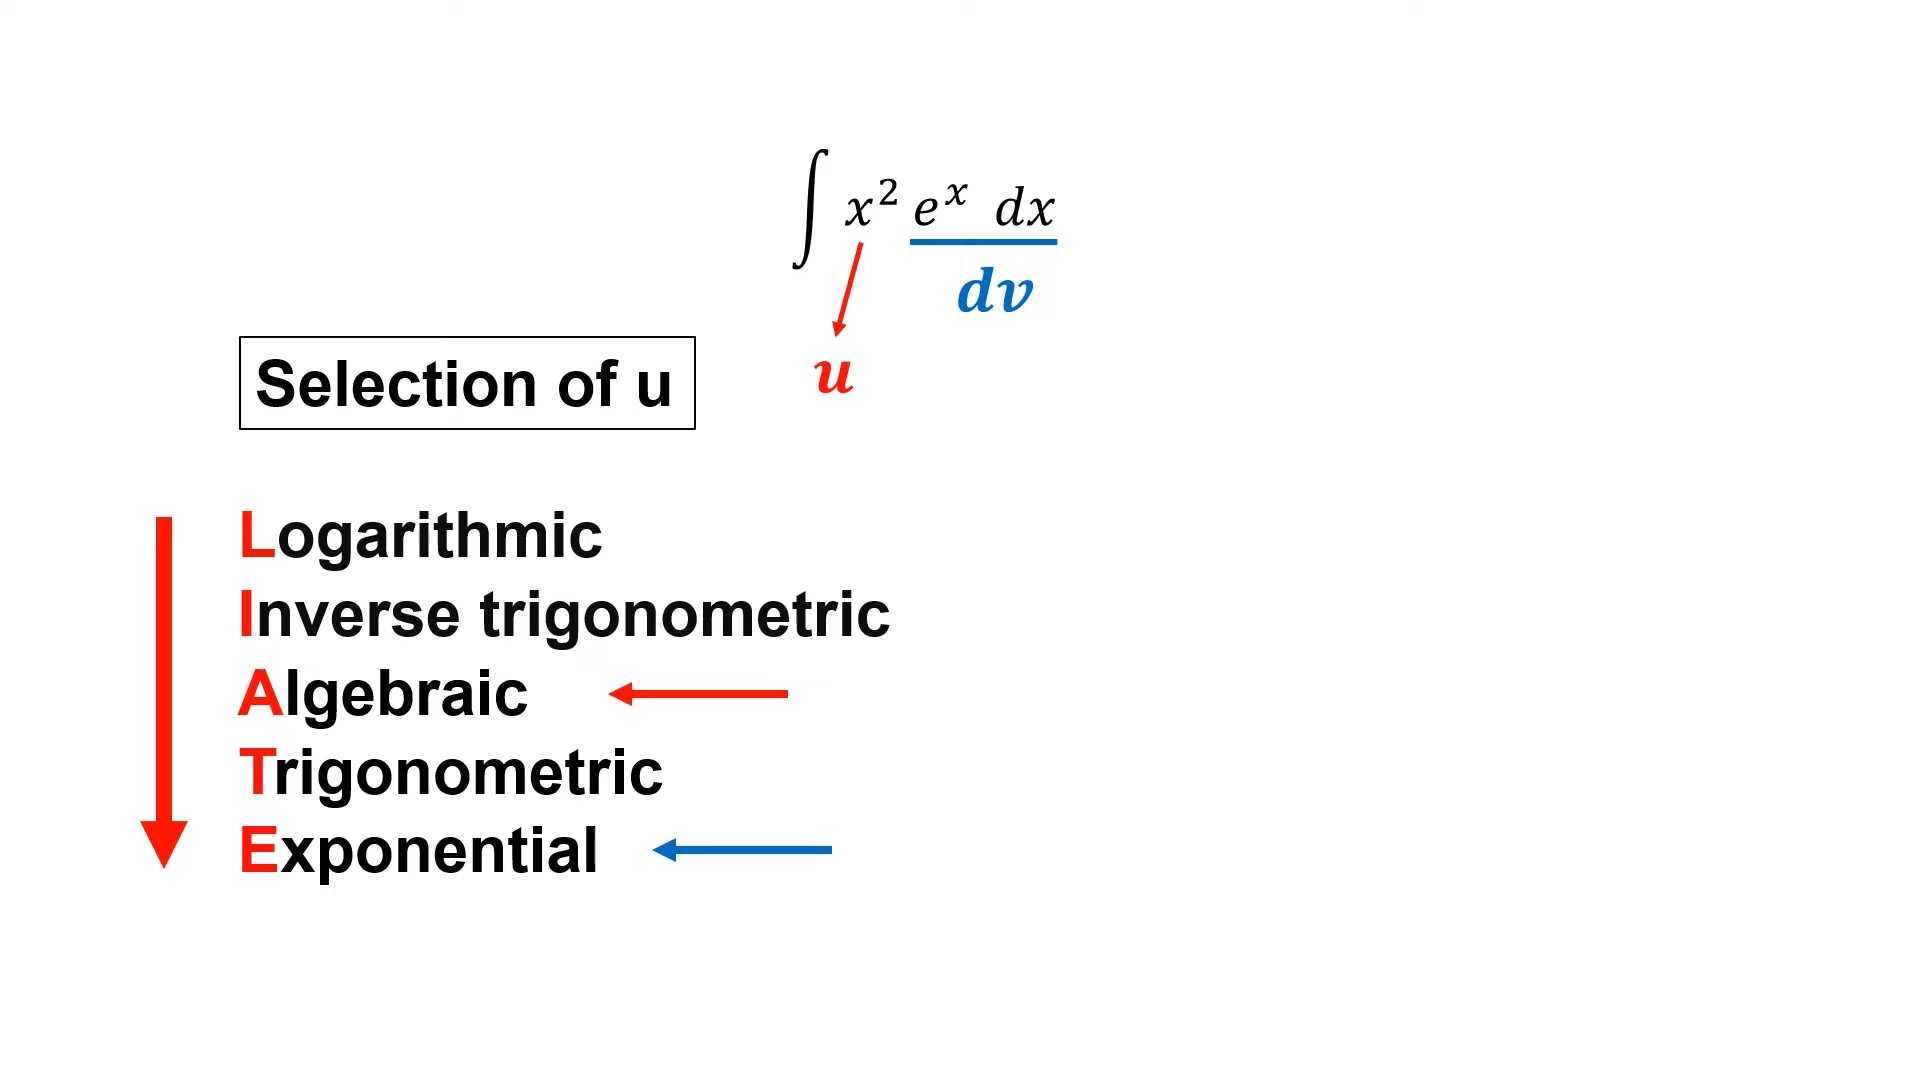 ∫ x² eˣ dx
dv
u
Selection of u
Logarithmic
Inverse trigonometric
Algebraic
Trigonometric
Exponential